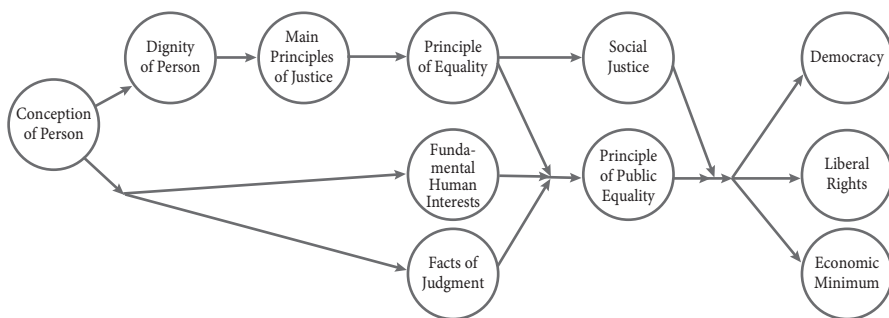 Dignity
of Person
Main
Principles
of Justice
Principle
of Equality
Social
Justice
Democracy
Conception
of Person
Funda-
mental
Human
Interests
Principle
of Public
Equality
Liberal
Rights
Facts of
Judgment
Economic
Minimum